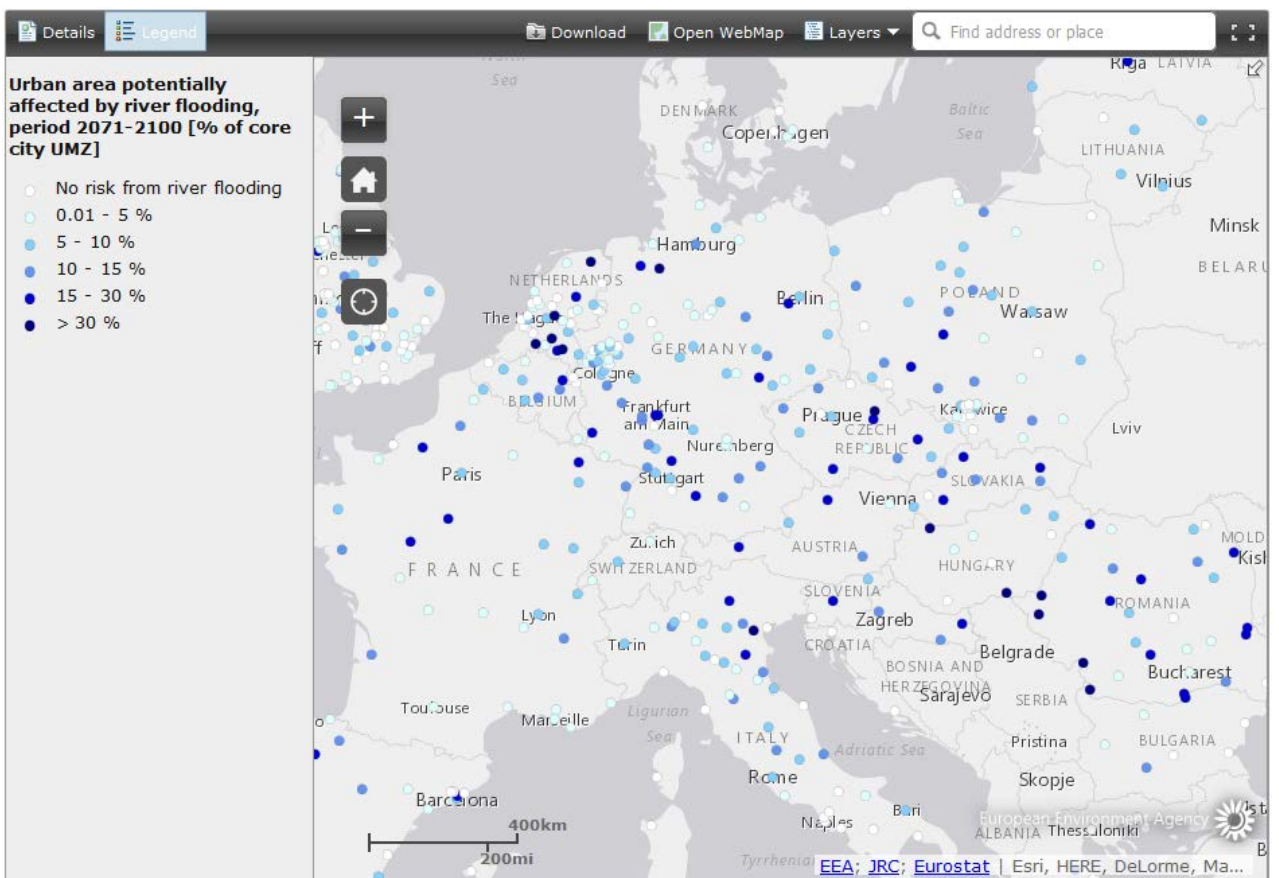 Details
Legend
Download
Open WebMap
Layers
Find address or place
Urban area potentially
affected by river flooding,
period 2071-2100 [% of core
city UMZ]
No risk from river flooding
0.01 - 5 %
5 - 10 %
10 - 15 %
15 - 30 %
> 30 %
North
Sea
Riga LATVIA
DENMARK
Copenhagen
Baltic
Sea
LITHUANIA
Vilnius
Minsk
Hamburg
NETHERLANDS
Berlin
POLAND
Warsaw
The Hague
GERMANY
Cologne
BELGIUM
Frankfurt
am Main
Prague
CZECH
REPUBLIC
Katowice
Lviv
Nuremberg
Paris
Stuttgart
SLOVAKIA
Vienna
Zurich
AUSTRIA
MOLD
Kish
FRANCE
SWITZERLAND
HUNGARY
SLOVENIA
ROMANIA
Lyon
Zagreb
Turin
CROATIA
Belgrade
BOSNIA AND
HERZEGOVINA
Bucharest
Sarajevo
SERBIA
Toulouse
Marseille
Ligurian
Sea
ITALY
Adriatic Sea
Pristina
BULGARIA
Rome
Skopje
Barcelona
Naples
Bari
European Environment Agency
ALBANIA Thessaloniki
400km
200mi
Tyrrhenian
EEA; JRC; Eurostat | Esri, HERE, DeLorme, Ma...